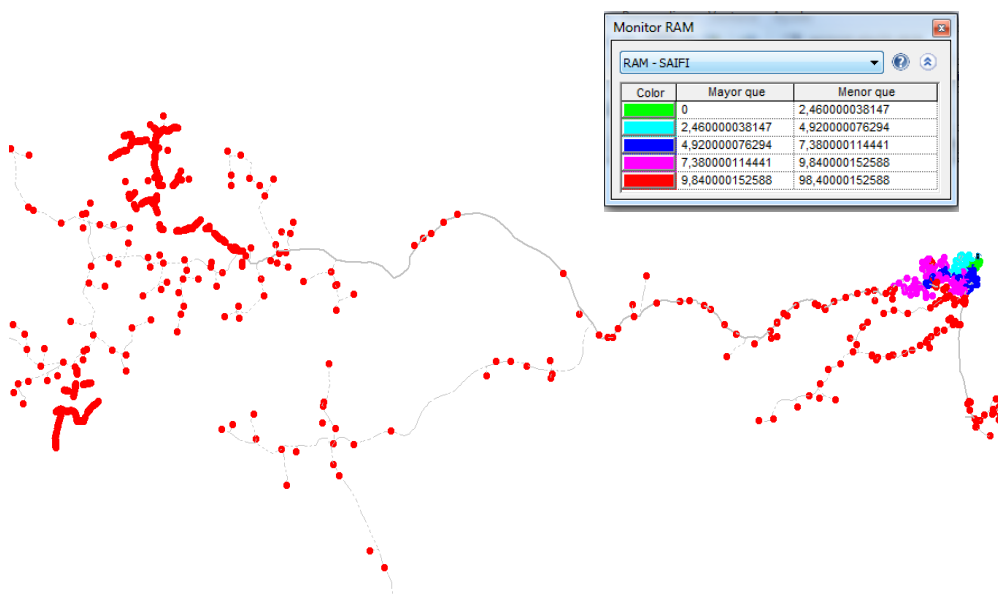 Monitor RAM
RAM - SAIFI
Color Mayor que Menor que
0 2,460000038147
2,460000038147 4,920000076294
4,920000076294 7,380000114441
7,380000114441 9,840000152588
9,840000152588 98,40000152588